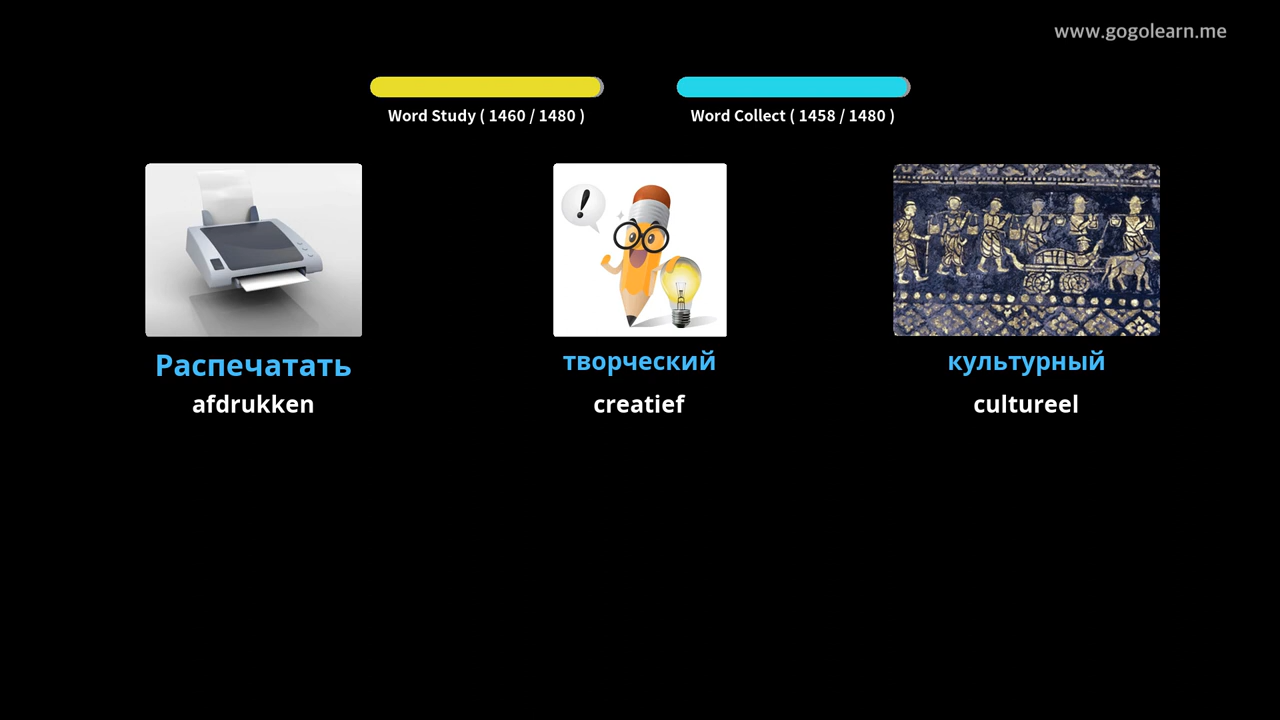 www.gogolearn.me
Word Study ( 1460 / 1480 )
Word Collect ( 1458 / 1480 )
!
Распечатать
afdrukken
творческий
creatief
культурный
cultureel